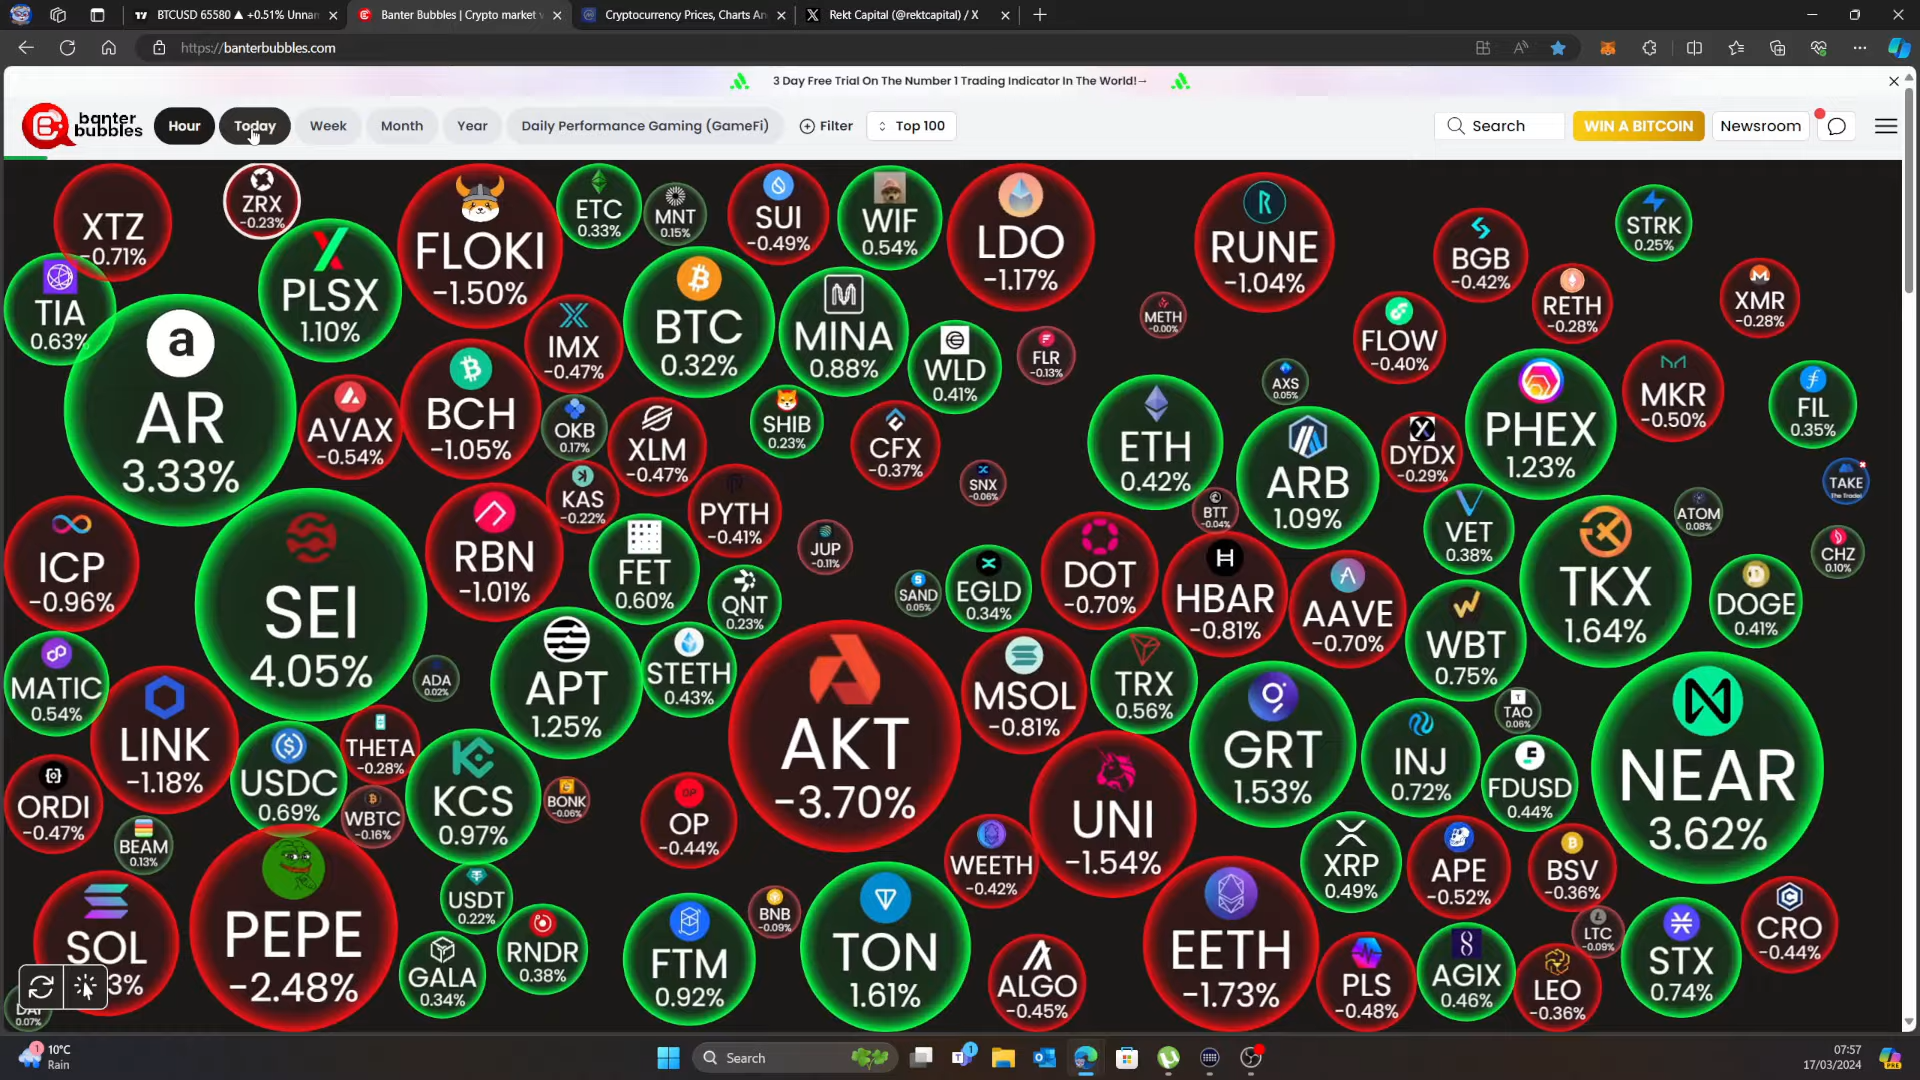 BTCUSD 65580 ▲ +0.51% Unnan
Banter Bubbles | Crypto market v
Cryptocurrency Prices, Charts An
Rekt Capital (@rektcapital) / X
https://banterbubbles.com
3 Day Free Trial On The Number 1 Trading Indicator In The World!→
banter
bubbles
Hour
Today
Week
Month
Year
Daily Performance Gaming (GameFi)
Filter
Top 100
Search
WIN A BITCOIN
Newsroom
XTZ
-0.71%
ZRX
-0.23%
FLOKI
-1.50%
ETC
0.33%
MNT
0.15%
SUI
-0.49%
WIF
0.54%
LDO
-1.17%
RUNE
-1.04%
BGB
-0.42%
STRK
0.25%
TIA
0.63%
PLSX
1.10%
IMX
-0.47%
BTC
0.32%
MINA
0.88%
WLD
0.41%
FLR
-0.13%
METH
-0.00%
FLOW
-0.40%
RETH
-0.28%
XMR
-0.28%
a
AR
3.33%
AVAX
-0.54%
BCH
-1.05%
OKB
0.17%
XLM
-0.47%
SHIB
0.23%
CFX
-0.37%
ETH
0.42%
AXS
0.05%
ARB
1.09%
DYDX
-0.29%
PHEX
1.23%
MKR
-0.50%
FIL
0.35%
TAKE
The Trade!
ICP
-0.96%
SEI
4.05%
RBN
-1.01%
KAS
-0.22%
FET
0.60%
PYTH
-0.41%
JUP
-0.11%
SNX
-0.06%
BTT
-0.04%
VET
0.38%
ATOM
0.08%
CHZ
0.10%
QNT
0.23%
SAND
0.05%
EGLD
0.34%
DOT
-0.70%
HBAR
-0.81%
AAVE
-0.70%
WBT
0.75%
TKX
1.64%
DOGE
0.41%
MATIC
0.54%
LINK
-1.18%
ADA
0.02%
APT
1.25%
STETH
0.43%
AKT
-3.70%
MSOL
-0.81%
TRX
0.56%
GRT
1.53%
INJ
0.72%
TAO
0.06%
FDUSD
0.44%
NEAR
3.62%
ORDI
-0.47%
BEAM
0.13%
USDC
0.69%
THETA
-0.28%
WBTC
-0.16%
KCS
0.97%
BONK
-0.06%
OP
OP
-0.44%
WEETH
-0.42%
UNI
-1.54%
XRP
0.49%
APE
-0.52%
BSV
-0.36%
SOL
3%
PEPE
-2.48%
USDT
0.22%
GALA
0.34%
RNDR
0.38%
FTM
0.92%
BNB
-0.09%
TON
1.61%
ALGO
-0.45%
EETH
-1.73%
PLS
-0.48%
AGIX
0.46%
LEO
-0.36%
LTC
-0.09%
STX
0.74%
CRO
-0.44%
DAI
0.07%
1
10°C
Rain
Search
1
07:57
17/03/2024
PRE